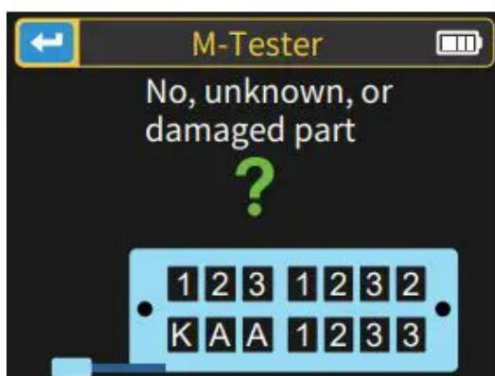 M-Tester
No, unknown, or
damaged part
?
1 2 3 1 2 3 2
K A A 1 2 3 3